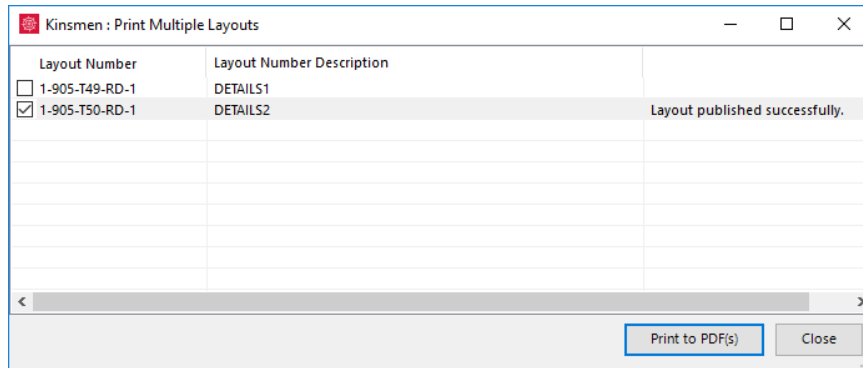 Kinsmen : Print Multiple Layouts
Layout Number Layout Number Description
1-905-T49-RD-1 DETAILS1
1-905-T50-RD-1 DETAILS2 Layout published successfully.
Print to PDF(s) Close